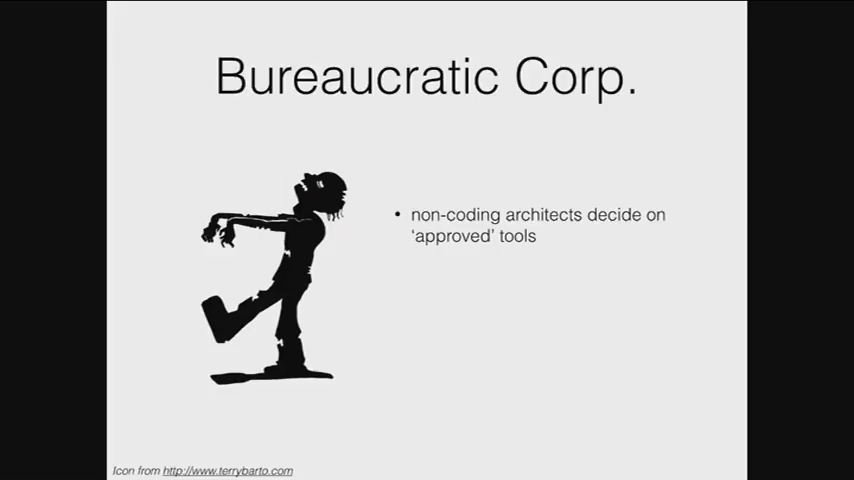 Bureaucratic Corp.
• non-coding architects decide on
‘approved’ tools
Icon from http://www.terrybarto.com